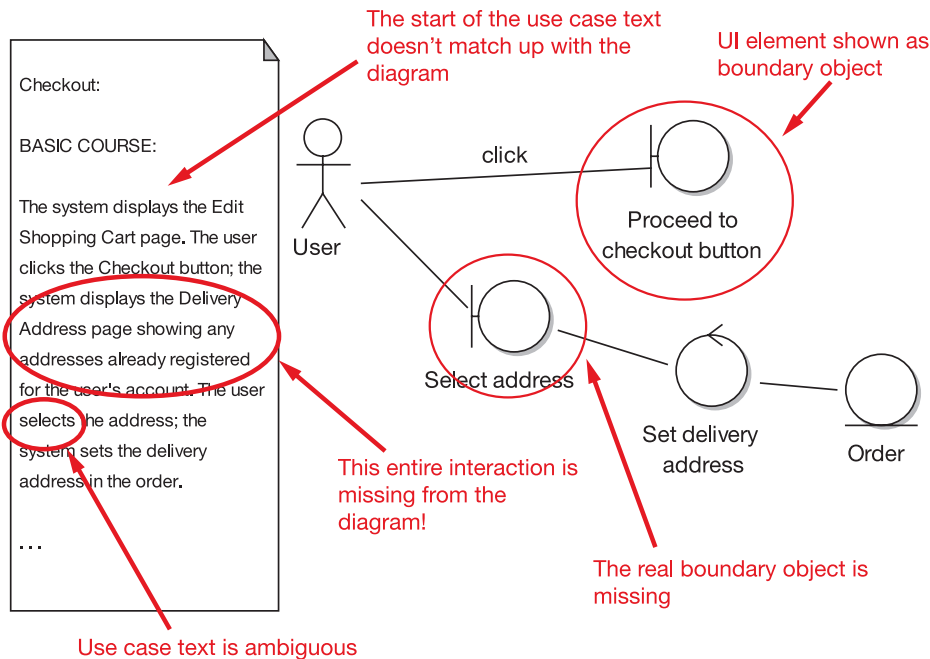 The start of the use case text
doesn't match up with the
diagram
UI element shown as
boundary object
Checkout:
BASIC COURSE:
The system displays the Edit
Shopping Cart page. The user
clicks the Checkout button; the
system displays the Delivery
Address page showing any
addresses already registered
for the user's account. The user
selects the address; the
system sets the delivery
address in the order.
...
User
click
Proceed to
checkout button
Select address
Set delivery
address
Order
This entire interaction is
missing from the
diagram!
The real boundary object is
missing
Use case text is ambiguous